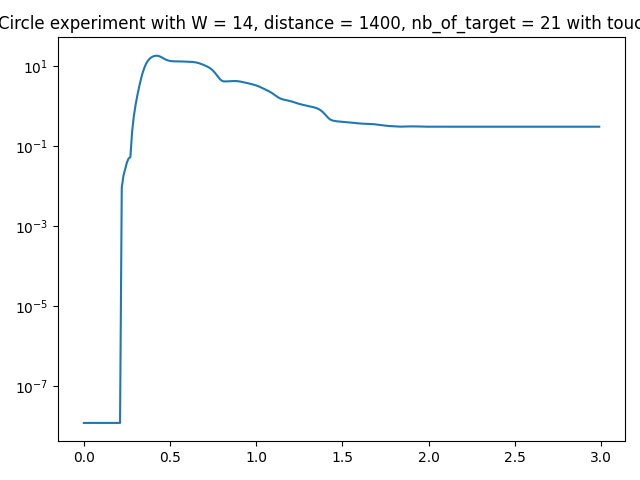 Circle experiment with W = 14, distance = 1400, nb_of_target = 21 with touc
10¹
10⁻¹
10⁻³
10⁻⁵
10⁻⁷
0.0 0.5 1.0 1.5 2.0 2.5 3.0